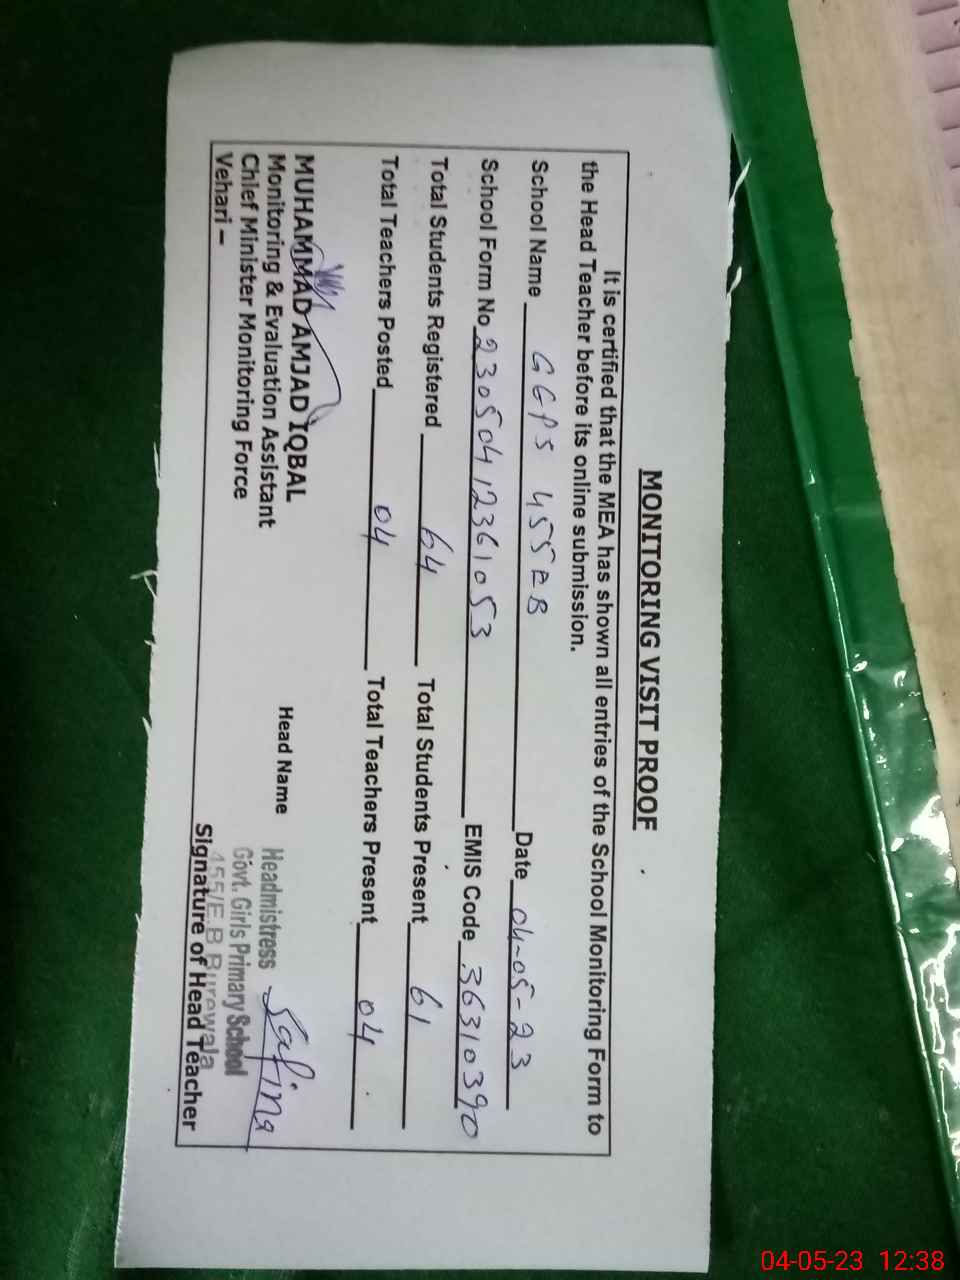 MONITORING VISIT PROOF
It is certified that the MEA has shown all entries of the School Monitoring Form to
the Head Teacher before its online submission.
School Name GGPS 455EB Date 04-05-23
School Form No 23050412361053 EMIS Code 36310390
Total Students Registered 64 Total Students Present 61
Total Teachers Posted 04 Total Teachers Present 04
MUHAMMAD AMJAD IQBAL
Monitoring & Evaluation Assistant
Chief Minister Monitoring Force
Vehari –
Head Name
Headmistress Safina
Govt. Girls Primary School
455/E.B Burewala
Signature of Head Teacher
04-05-23 12:38